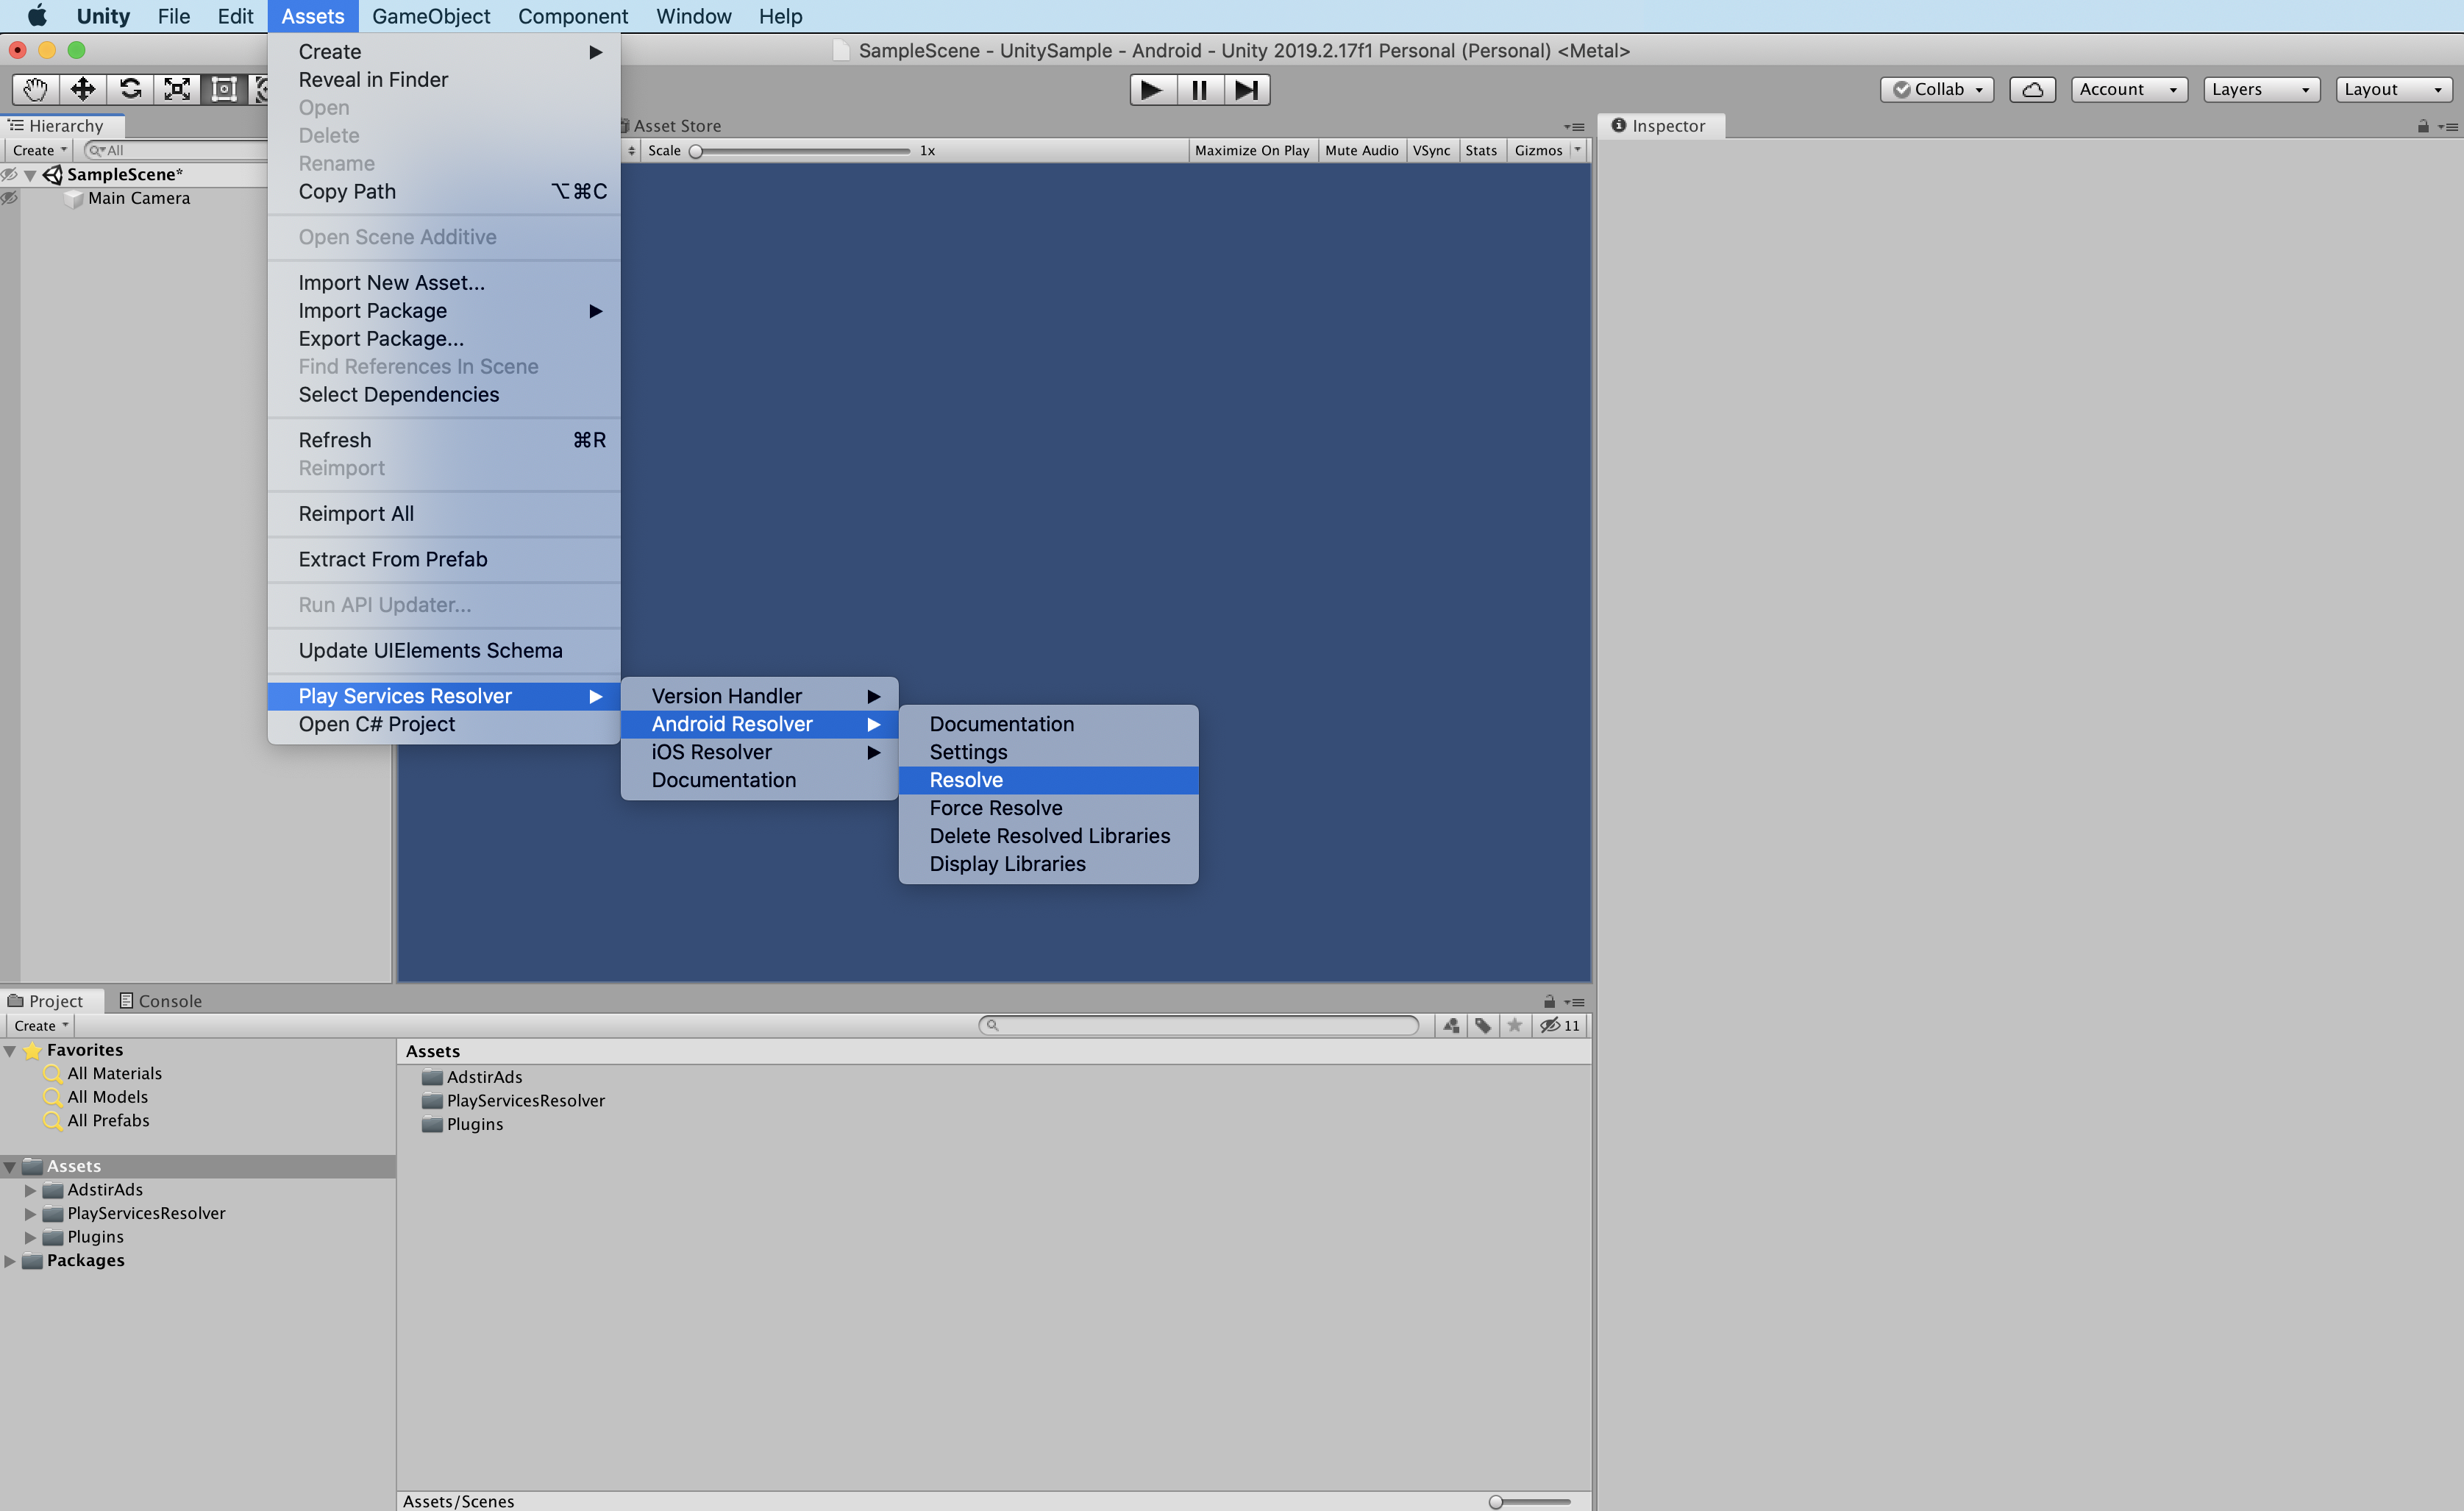 Unity File Edit Assets GameObject Component Window Help
SampleScene - UnitySample - Android - Unity 2019.2.17f1 Personal (Personal) <Metal>
Collab Account Layers Layout
Hierarchy
Create All
SampleScene*
Main Camera
Create
Reveal in Finder
Open
Delete
Rename
Copy Path ⌥⌘C
Open Scene Additive
Import New Asset...
Import Package
Export Package...
Find References In Scene
Select Dependencies
Refresh ⌘R
Reimport
Reimport All
Extract From Prefab
Run API Updater...
Update UIElements Schema
Play Services Resolver
Open C# Project
Version Handler
Android Resolver
iOS Resolver
Documentation
Documentation
Settings
Resolve
Force Resolve
Delete Resolved Libraries
Display Libraries
Asset Store
Scale 1x Maximize On Play Mute Audio VSync Stats Gizmos
Inspector
Project Console
Create 11
Favorites
All Materials
All Models
All Prefabs
Assets
AdstirAds
PlayServicesResolver
Plugins
Packages
Assets
AdstirAds
PlayServicesResolver
Plugins
Assets/Scenes